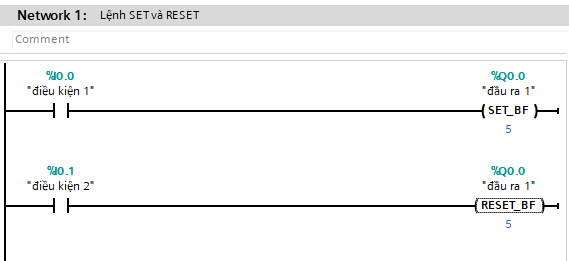 Network 1: Lệnh SET và RESET
Comment
%I0.0 %Q0.0
"điều kiện 1" "đầu ra 1"
SET_BF
5
%I0.1 %Q0.0
"điều kiện 2" "đầu ra 1"
RESET_BF
5